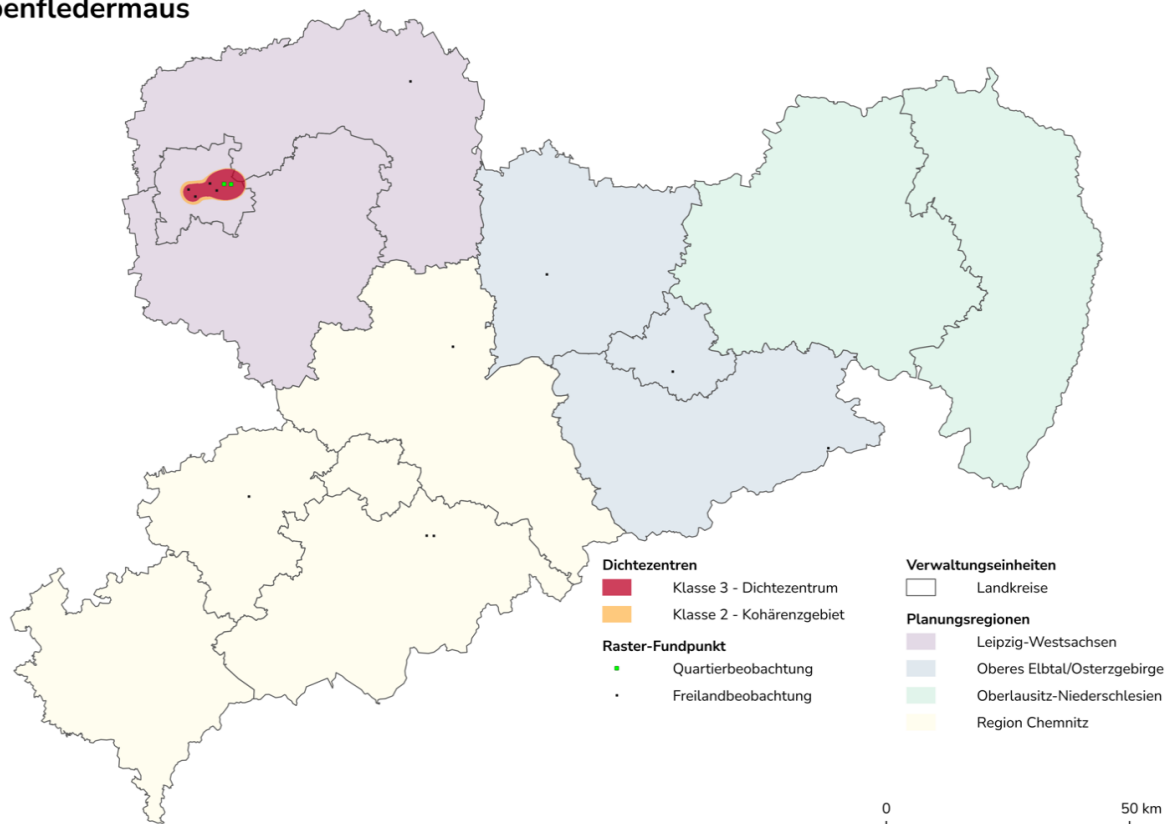 Dichtezentren
Klasse 3 - Dichtezentrum
Klasse 2 - Kohärenzgebiet
Raster-Fundpunkt
Quartierbeobachtung
Freilandbeobachtung
Verwaltungseinheiten
Landkreise
Planungsregionen
Leipzig-Westsachsen
Oberes Elbtal/Osterzgebirge
Oberlausitz-Niederschlesien
Region Chemnitz
0 50 km